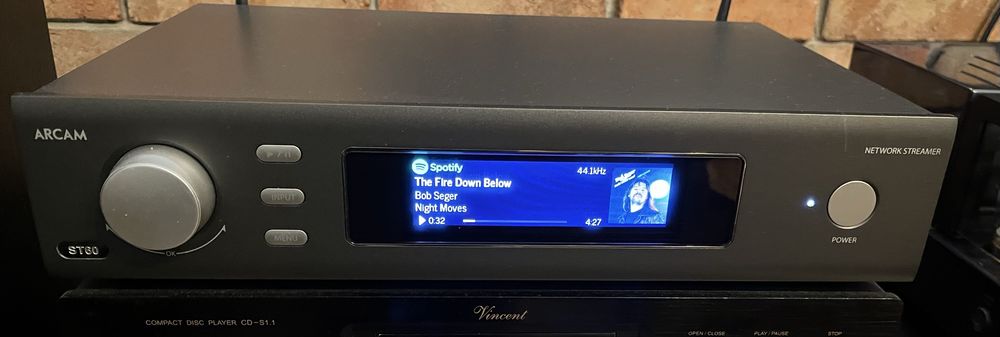 ARCAM
NETWORK STREAMER
Spotify
44.1kHz
The Fire Down Below
Bob Seger
Night Moves
0:32
4:27
INPUT
MENU
OK
ST60
POWER
Vincent
COMPACT DISC PLAYER CD-S1.1
OPEN / CLOSE
PLAY / PAUSE
STOP